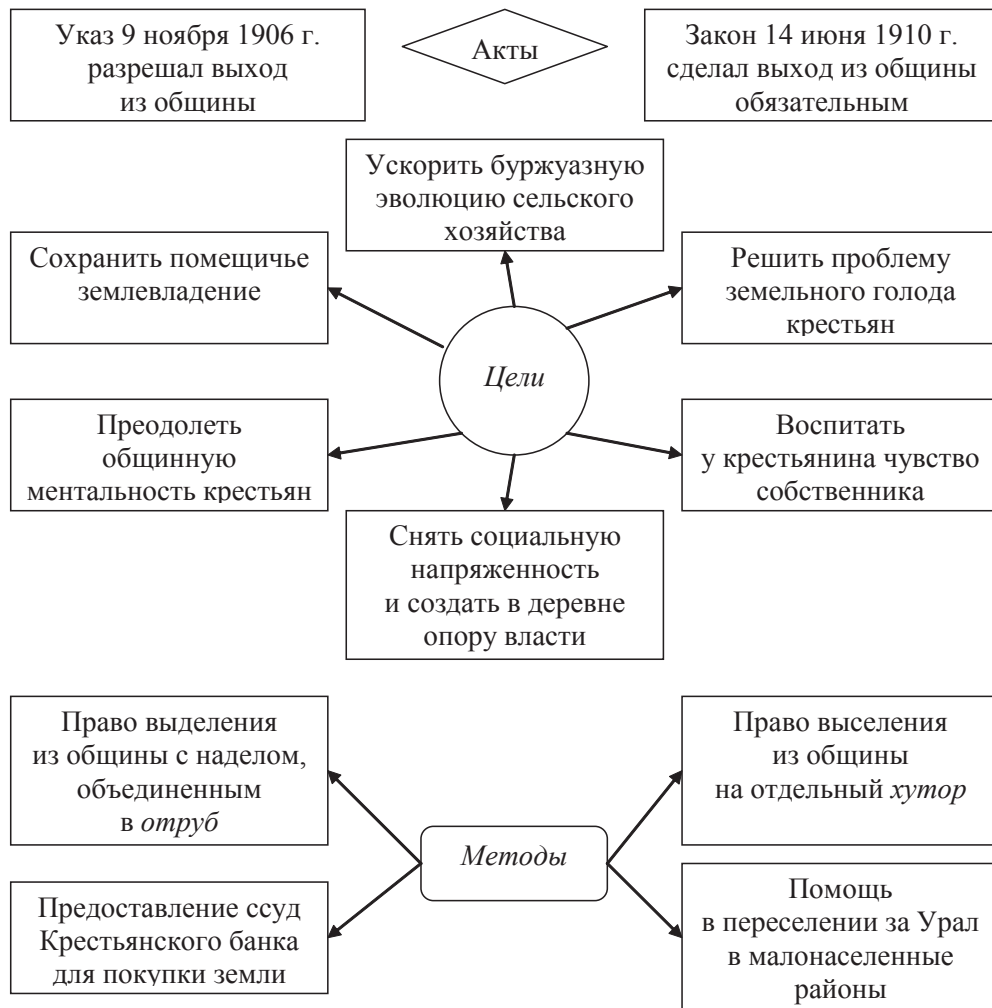 Указ 9 ноября 1906 г.
разрешал выход
из общины
Акты
Закон 14 июня 1910 г.
сделал выход из общины
обязательным
Ускорить буржуазную
эволюцию сельского
хозяйства
Сохранить помещичье
землевладение
Решить проблему
земельного голода
крестьян
Цели
Преодолеть
общинную
ментальность крестьян
Воспитать
у крестьянина чувство
собственника
Снять социальную
напряженность
и создать в деревне
опору власти
Право выделения
из общины с наделом,
объединенным
в отруб
Право выселения
из общины
на отдельный хутор
Методы
Предоставление ссуд
Крестьянского банка
для покупки земли
Помощь
в переселении за Урал
в малонаселенные
районы